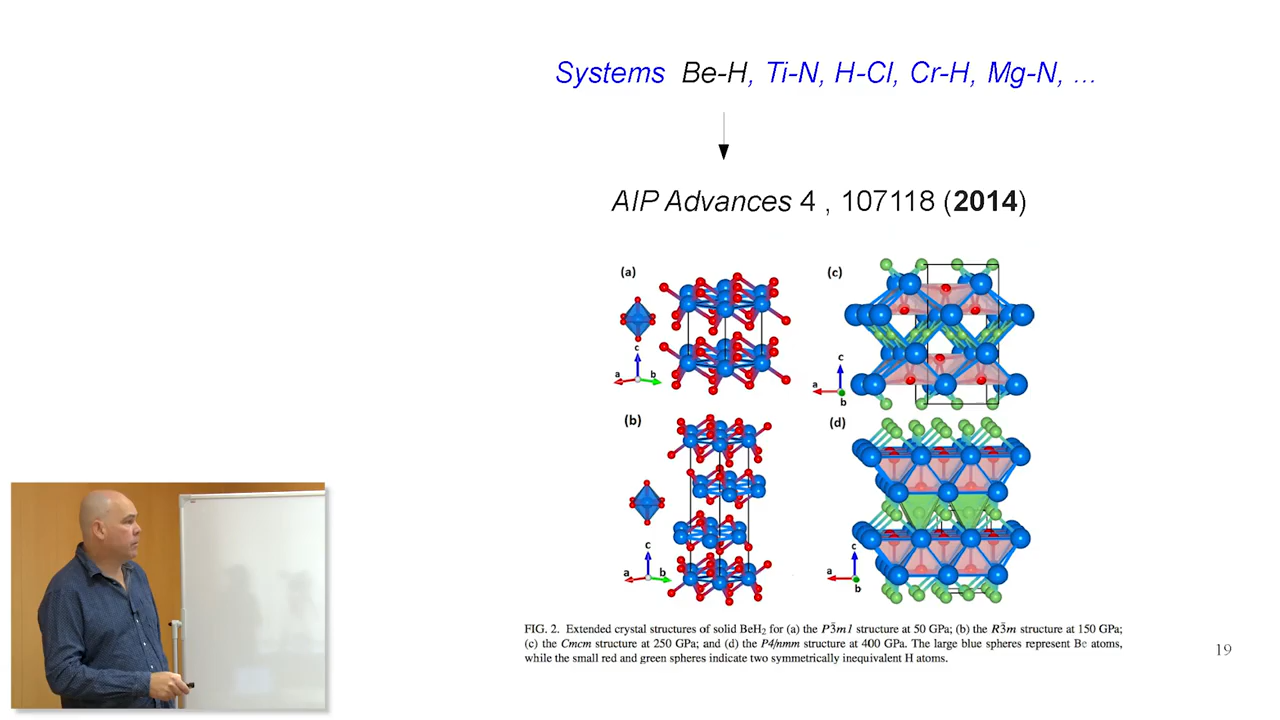 Systems Be-H, Ti-N, H-Cl, Cr-H, Mg-N, ...
AIP Advances 4 , 107118 (2014)
(a)
c
a b
(c)
c
a
b
(b)
c
a b
(d)
c
a
b
FIG. 2. Extended crystal structures of solid BeH₂ for (a) the P3̄m1 structure at 50 GPa; (b) the R3̄m structure at 150 GPa;
(c) the Cmcm structure at 250 GPa; and (d) the P4/nmm structure at 400 GPa. The large blue spheres represent Be atoms,
while the small red and green spheres indicate two symmetrically inequivalent H atoms.
19